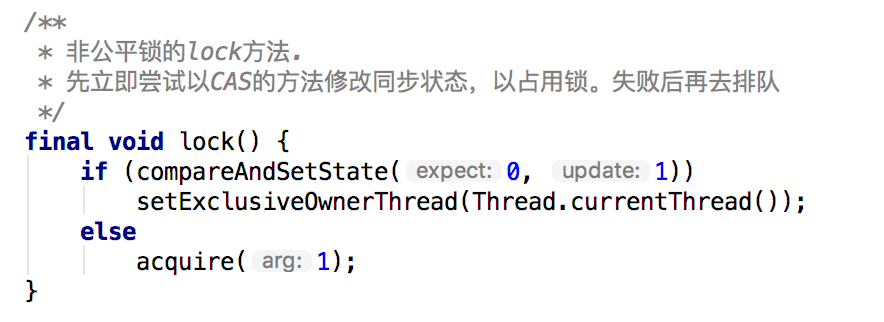 /**
 * 非公平锁的lock方法.
 * 先立即尝试以CAS的方法修改同步状态，以占用锁。失败后再去排队
 */
final void lock() {
    if (compareAndSetState( expect: 0, update: 1))
        setExclusiveOwnerThread(Thread.currentThread());
    else
        acquire( arg: 1);
}